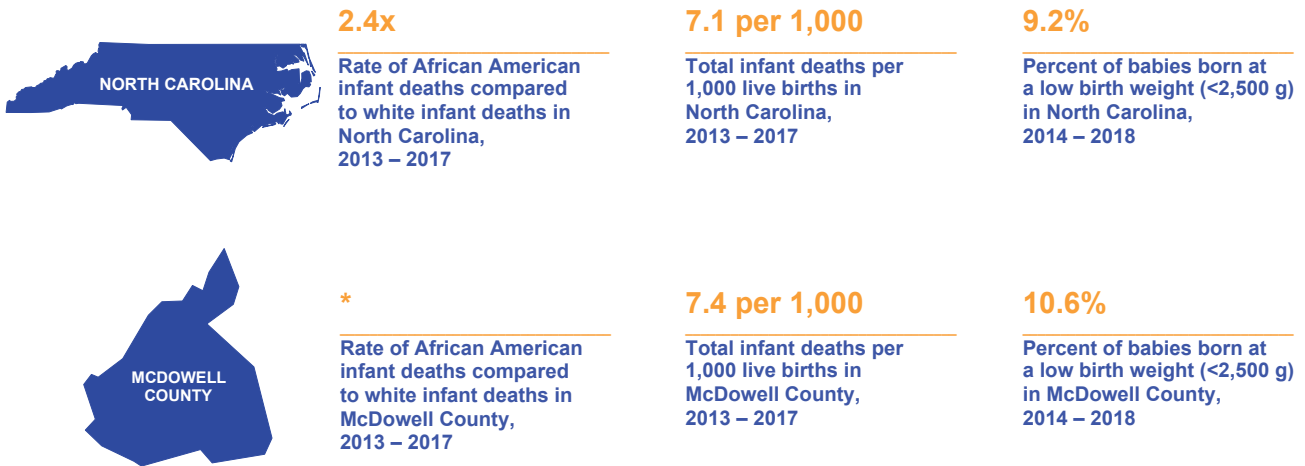 NORTH CAROLINA
2.4x
Rate of African American
infant deaths compared
to white infant deaths in
North Carolina,
2013 – 2017
7.1 per 1,000
Total infant deaths per
1,000 live births in
North Carolina,
2013 – 2017
9.2%
Percent of babies born at
a low birth weight (<2,500 g)
in North Carolina,
2014 – 2018
MCDOWELL
COUNTY
*
Rate of African American
infant deaths compared
to white infant deaths in
McDowell County,
2013 – 2017
7.4 per 1,000
Total infant deaths per
1,000 live births in
McDowell County,
2013 – 2017
10.6%
Percent of babies born at
a low birth weight (<2,500 g)
in McDowell County,
2014 – 2018